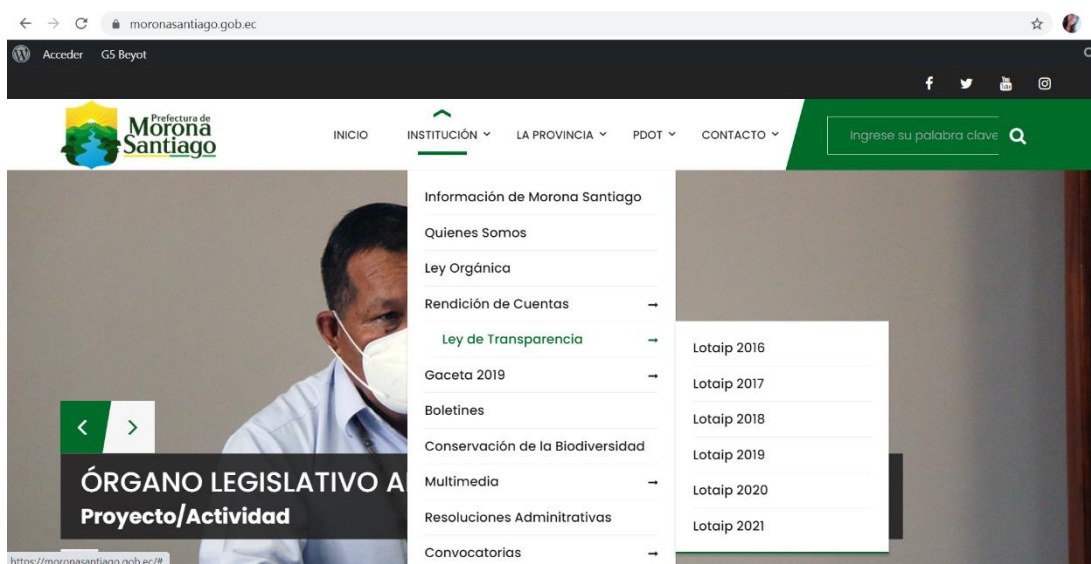 moronasantiago.gob.ec
Acceder G5 Beyot
Prefectura de
Morona
Santiago
INICIO INSTITUCIÓN LA PROVINCIA PDOT CONTACTO
Ingrese su palabra clave
Información de Morona Santiago
Quienes Somos
Ley Orgánica
Rendición de Cuentas
Ley de Transparencia
Gaceta 2019
Boletines
Conservación de la Biodiversidad
Multimedia
Resoluciones Adminitrativas
Convocatorias
Lotaip 2016
Lotaip 2017
Lotaip 2018
Lotaip 2019
Lotaip 2020
Lotaip 2021
ÓRGANO LEGISLATIVO
Proyecto/Actividad
https://moronasantiago.gob.ec/#